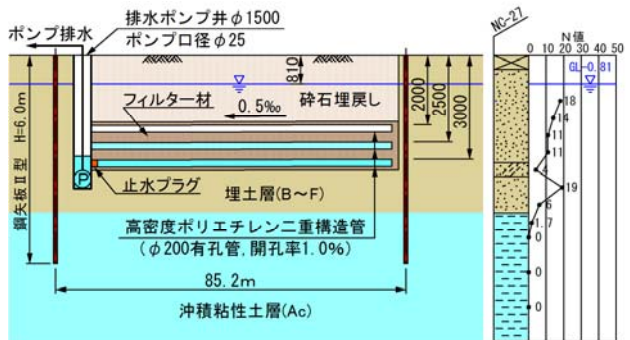 排水ポンプ井φ1500
ポンプ排水
ポンプ口径φ25
810
2000
2500
3000
フィルター材
0.5‰
砕石埋戻し
鋼矢板Ⅱ型 H=6.0m
P
止水プラグ
埋土層(B～F)
高密度ポリエチレン二重構造管
(φ200有孔管,開孔率1.0%)
85.2m
沖積粘性土層(Ac)
NC-27
N値
0 10 20 30 40 50
GL-0.81
18
14
11
11
4
19
6
1.7
0
0
0